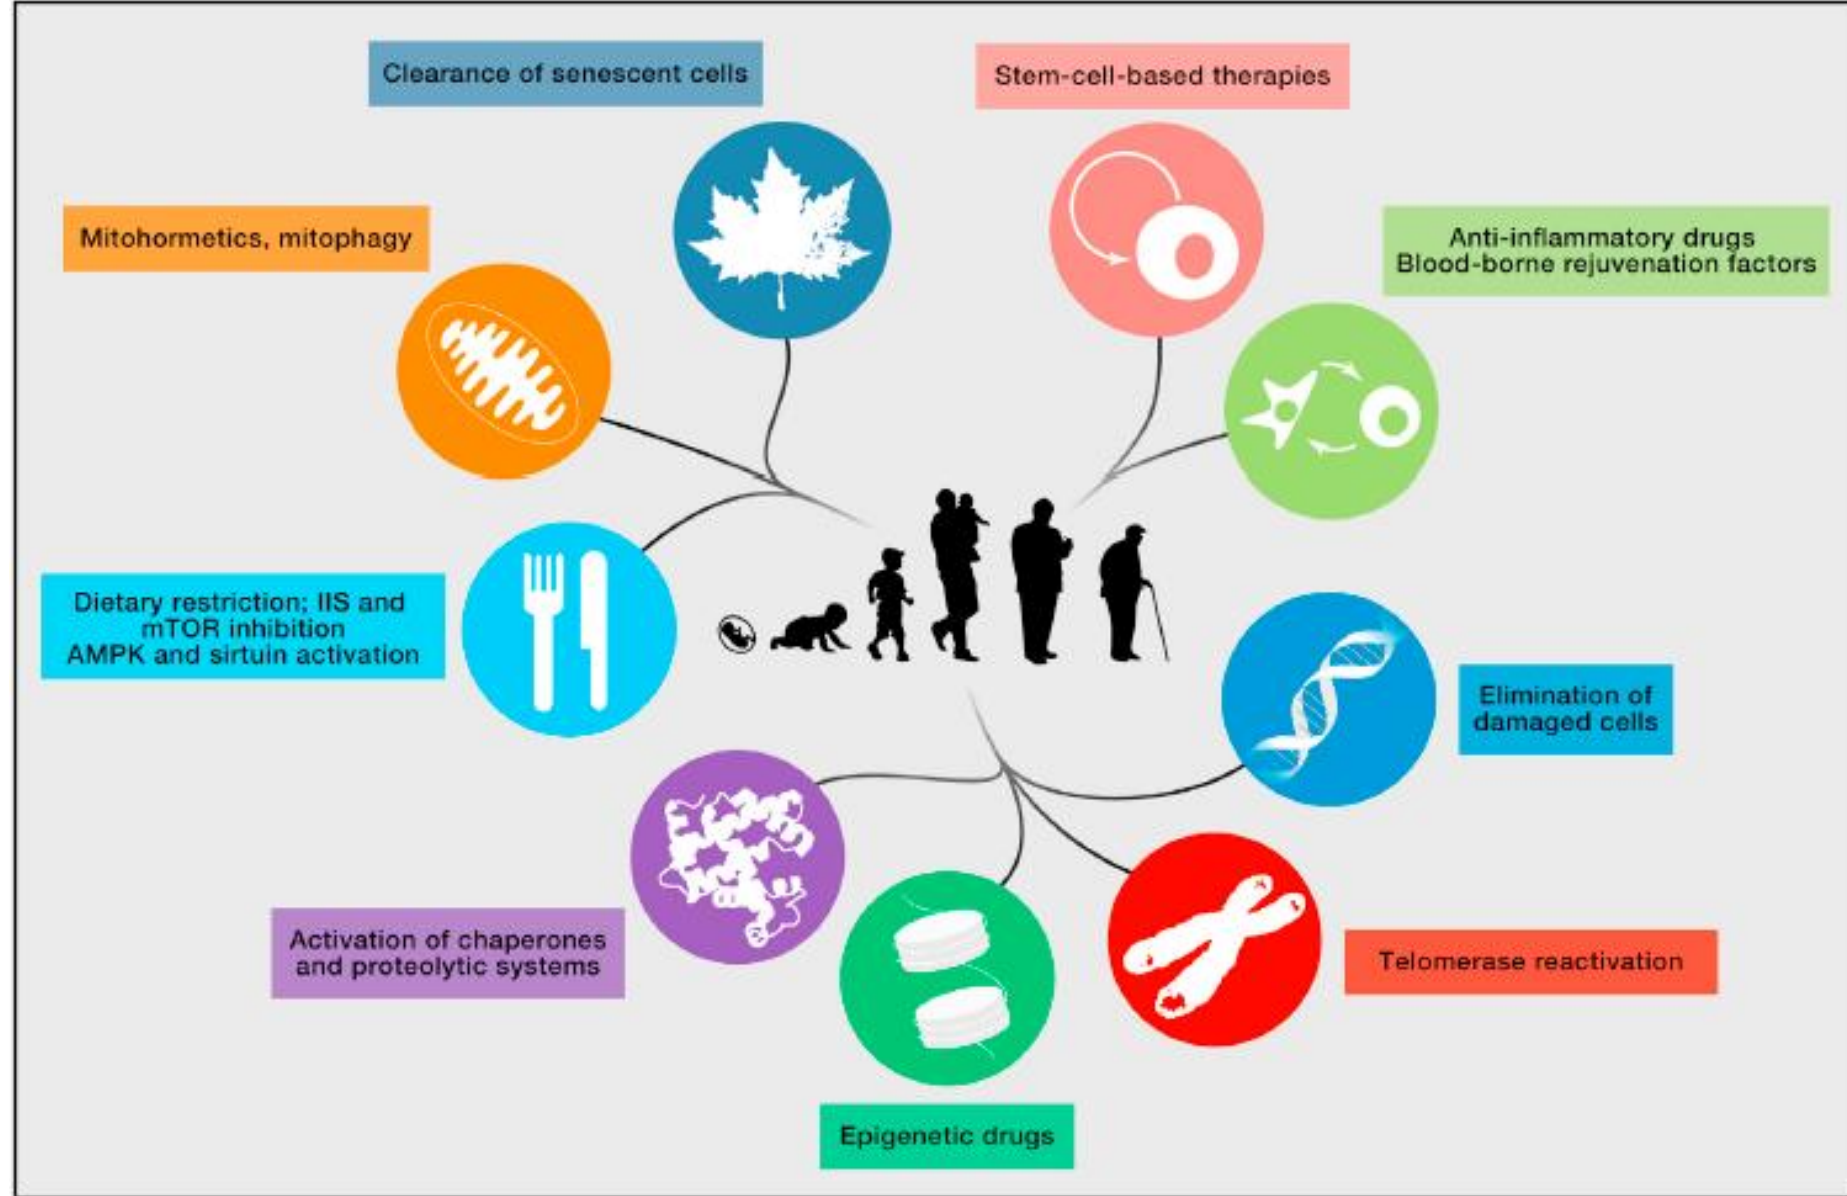 Clearance of senescent cells
Stem-cell-based therapies
Mitohormetics, mitophagy
Anti-inflammatory drugs
Blood-borne rejuvenation factors
Dietary restriction; IIS and
mTOR inhibition
AMPK and sirtuin activation
Elimination of
damaged cells
Activation of chaperones
and proteolytic systems
Telomerase reactivation
Epigenetic drugs